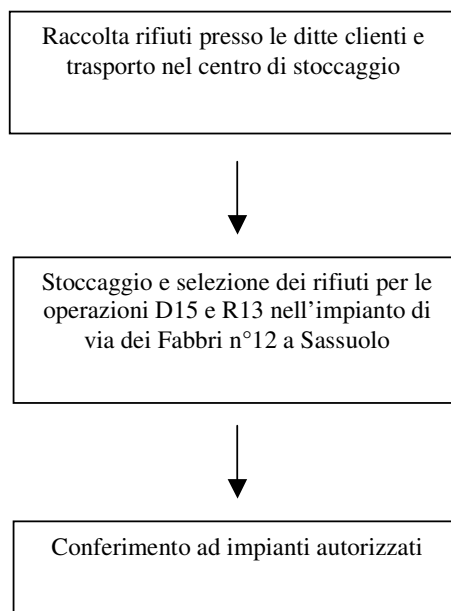 Raccolta rifiuti presso le ditte clienti e
trasporto nel centro di stoccaggio
Stoccaggio e selezione dei rifiuti per le
operazioni D15 e R13 nell'impianto di
via dei Fabbri n°12 a Sassuolo
Conferimento ad impianti autorizzati